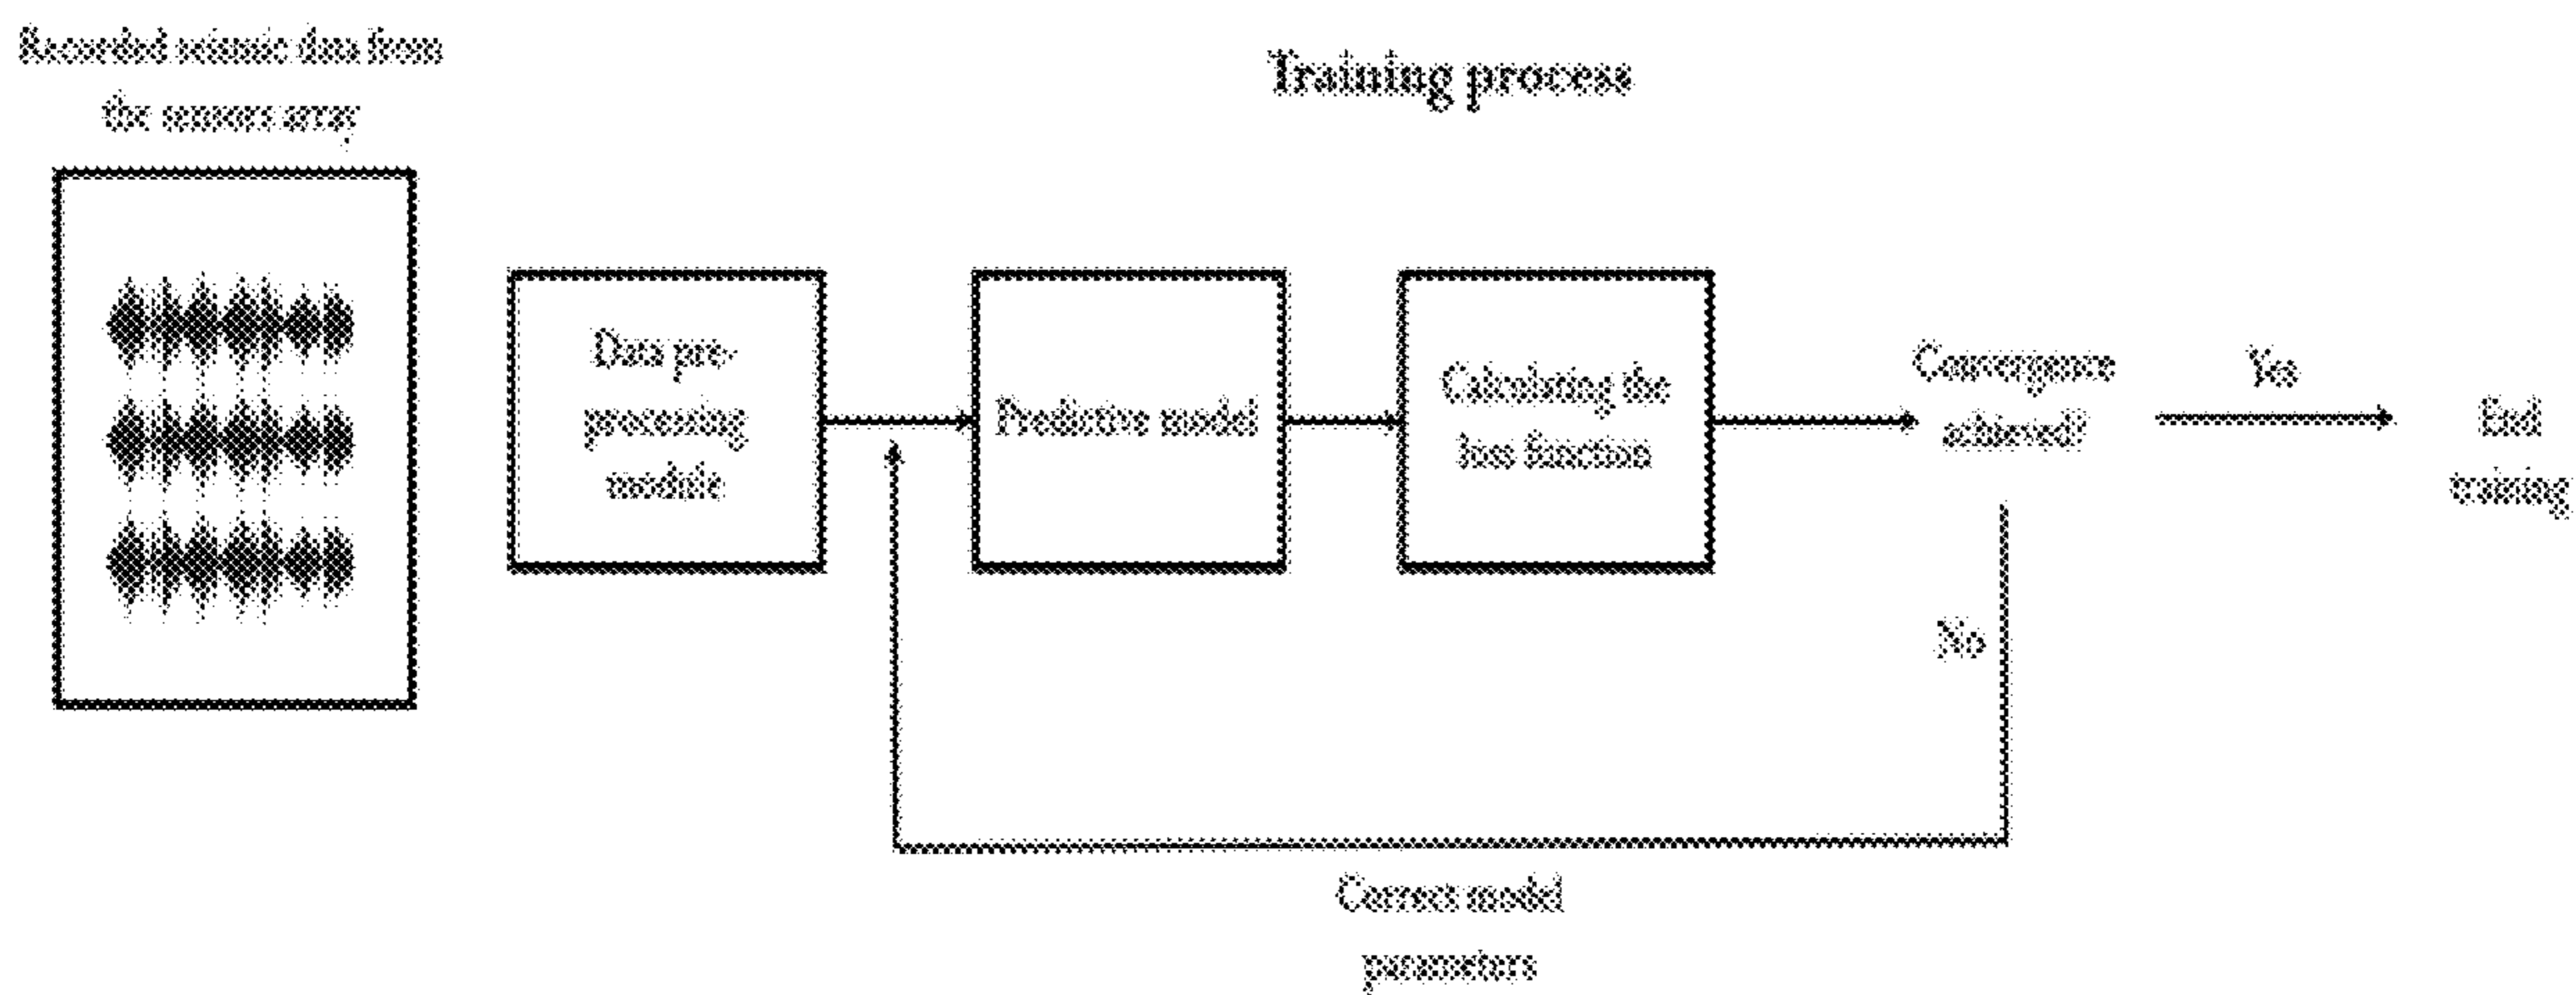 Recorded seismic data from
the sensors array
Training process
Data pre-
processing
module
Predictive model
Calculating the
loss function
Convergence
achieved?
Yes
End
training
No
Correct model
parameters